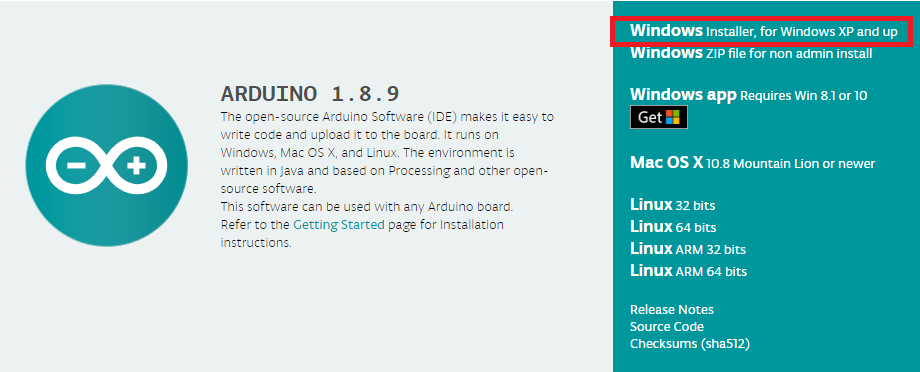 ARDUINO 1.8.9
The open-source Arduino Software (IDE) makes it easy to
write code and upload it to the board. It runs on
Windows, Mac OS X, and Linux. The environment is
written in Java and based on Processing and other open-
source software.
This software can be used with any Arduino board.
Refer to the Getting Started page for Installation
instructions.
Windows Installer, for Windows XP and up
Windows ZIP file for non admin install
Windows app Requires Win 8.1 or 10
Get
Mac OS X 10.8 Mountain Lion or newer
Linux 32 bits
Linux 64 bits
Linux ARM 32 bits
Linux ARM 64 bits
Release Notes
Source Code
Checksums (sha512)